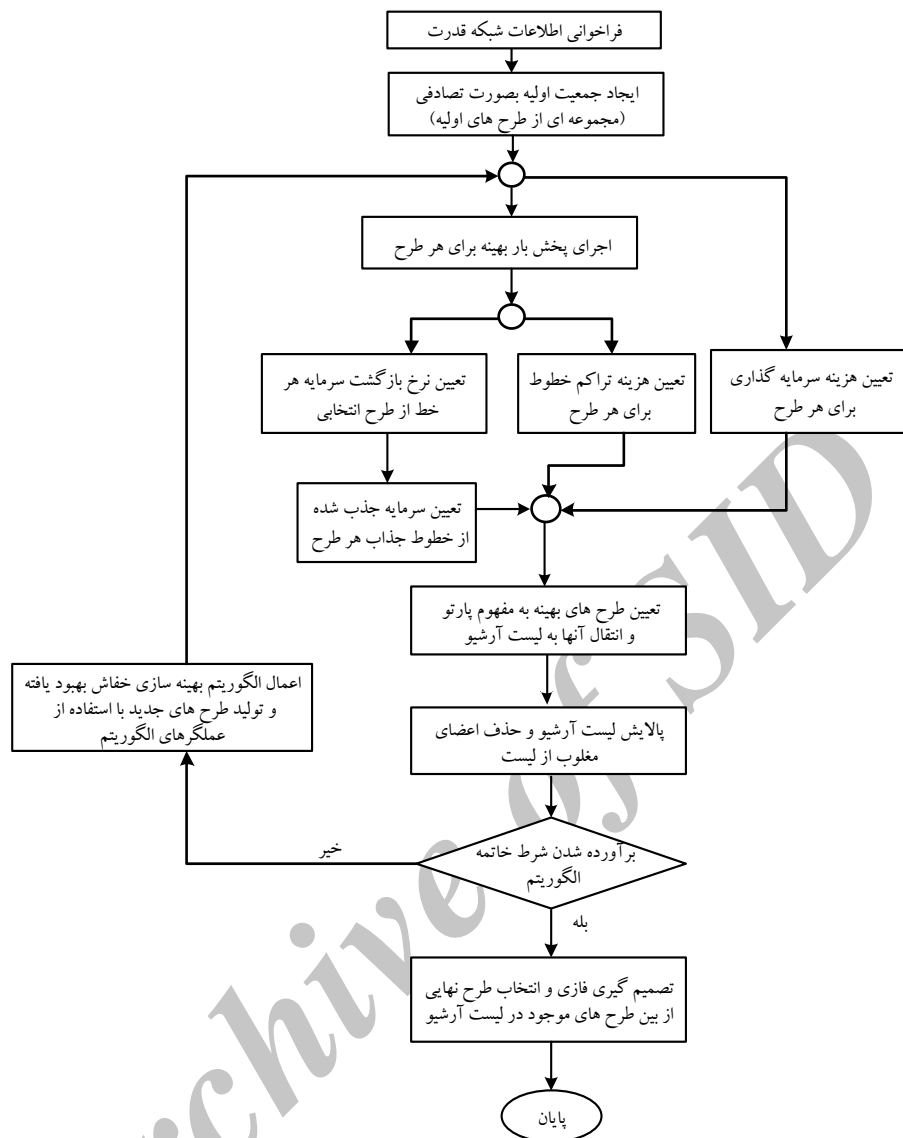 فراخوانی اطلاعات شبکه قدرت
ایجاد جمعیت اولیه بصورت تصادفی
(مجموعه ای از طرح های اولیه)
اجرای پخش بار بهینه برای هر طرح
تعیین هزینه سرمایه گذاری
برای هر طرح
تعیین هزینه تراکم خطوط
برای هر طرح
تعیین نرخ بازگشت سرمایه هر
خط از طرح انتخابی
تعیین سرمایه جذب شده
از خطوط جذاب هر طرح
تعیین طرح های بهینه به مفهوم پارتو
و انتقال آنها به لیست آرشیو
اعمال الگوریتم بهینه سازی خفاش بهبود یافته
و تولید طرح های جدید با استفاده از
عملگرهای الگوریتم
پالایش لیست آرشیو و حذف اعضای
مغلوب از لیست
برآورده شدن شرط خاتمه
الگوریتم
خیر
بله
تصمیم گیری فازی و انتخاب طرح نهایی
از بین طرح های موجود در لیست آرشیو
پایان
Archive of SID